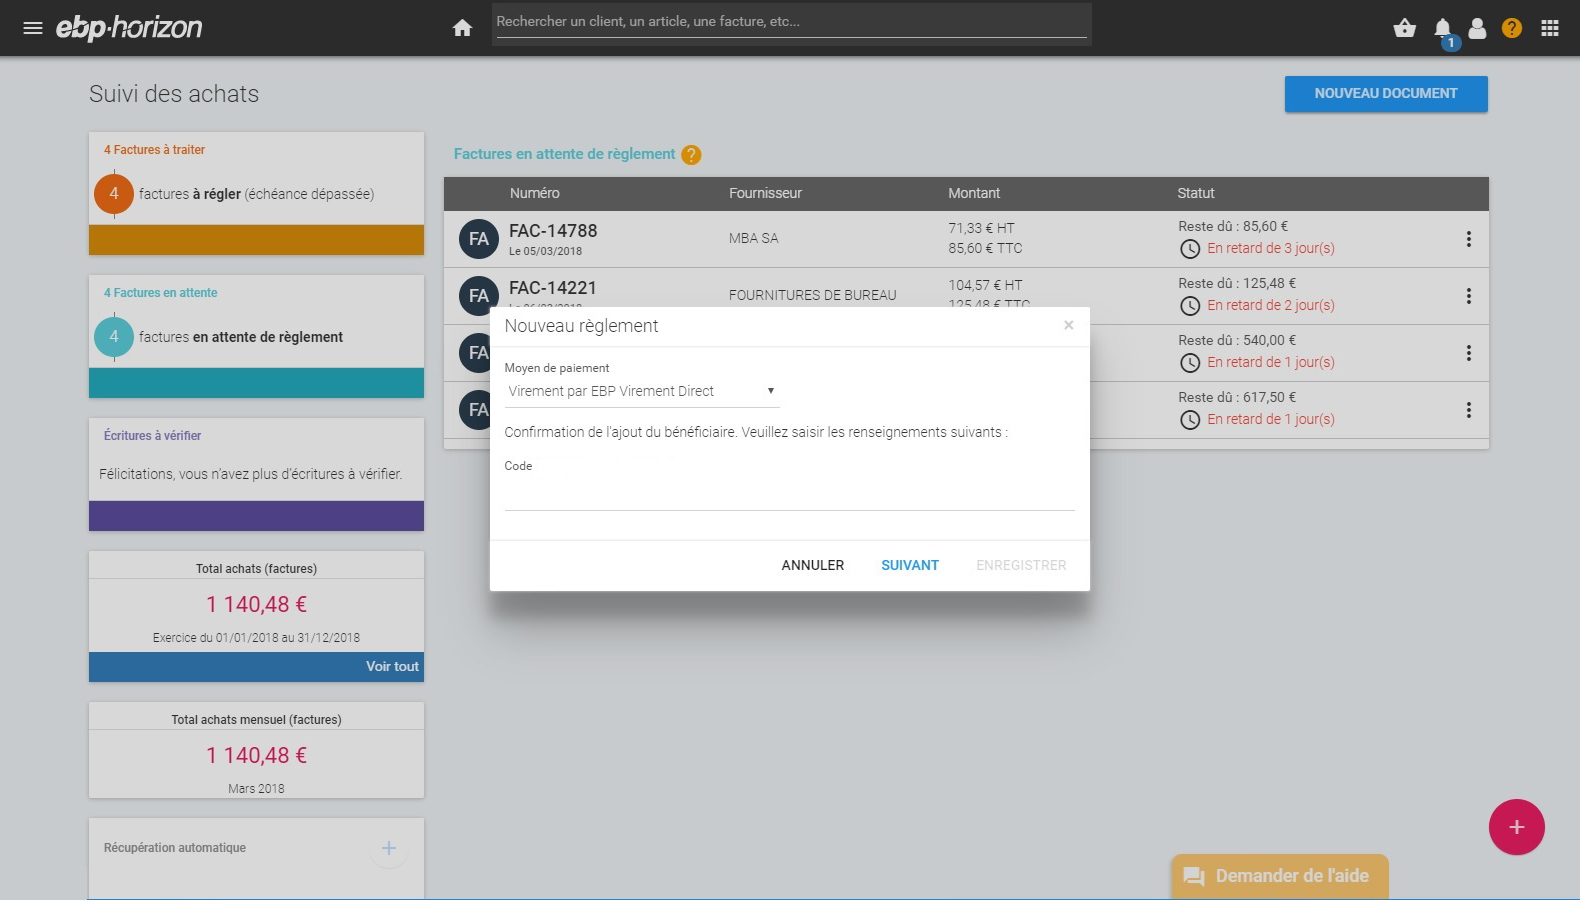 ebp·horizon
Rechercher un client, un article, une facture, etc...
1
?
Suivi des achats
NOUVEAU DOCUMENT
4 Factures à traiter
4 factures à régler (échéance dépassée)
4 Factures en attente
4 factures en attente de règlement
Écritures à vérifier
Félicitations, vous n'avez plus d'écritures à vérifier.
Total achats (factures)
1 140,48 €
Exercice du 01/01/2018 au 31/12/2018
Voir tout
Total achats mensuel (factures)
1 140,48 €
Mars 2018
Récupération automatique
+
Factures en attente de règlement ?
Numéro Fournisseur Montant Statut
FA FAC-14788 MBA SA 71,33 € HT Reste dû : 85,60 €
Le 05/03/2018 85,60 € TTC En retard de 3 jour(s)
FA FAC-14221 FOURNITURES DE BUREAU 104,57 € HT Reste dû : 125,48 €
Le 06/03/2018 125,48 € TTC En retard de 2 jour(s)
FA Reste dû : 540,00 €
En retard de 1 jour(s)
FA Reste dû : 617,50 €
En retard de 1 jour(s)
Nouveau règlement ×
Moyen de paiement
Virement par EBP Virement Direct
Confirmation de l'ajout du bénéficiaire. Veuillez saisir les renseignements suivants :
Code
ANNULER SUIVANT ENREGISTRER
+
Demander de l'aide